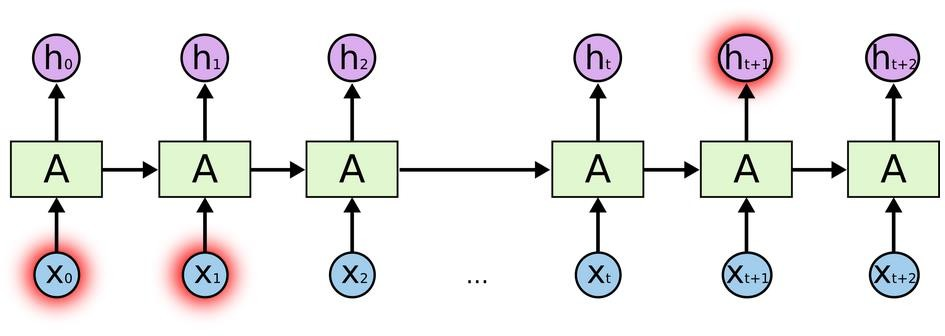 h₀ h₁ h₂ hₜ hₜ₊₁ hₜ₊₂
A A A A A A
x₀ x₁ x₂ ... xₜ xₜ₊₁ xₜ₊₂